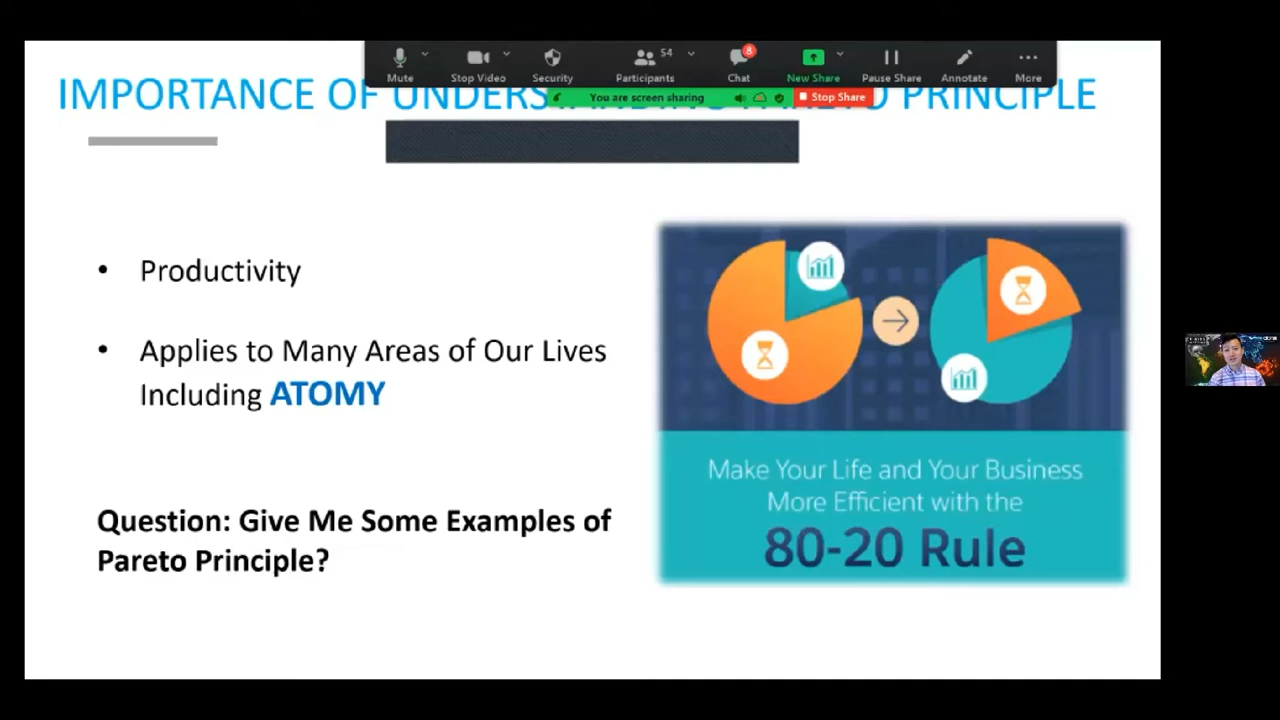 Mute
Stop Video
Security
54
Participants
8
Chat
New Share
Pause Share
Annotate
More
You are screen sharing
Stop Share
IMPORTANCE OF PRINCIPLE
• Productivity
• Applies to Many Areas of Our Lives
Including ATOMY
Question: Give Me Some Examples of
Pareto Principle?
Make Your Life and Your Business
More Efficient with the
80-20 Rule